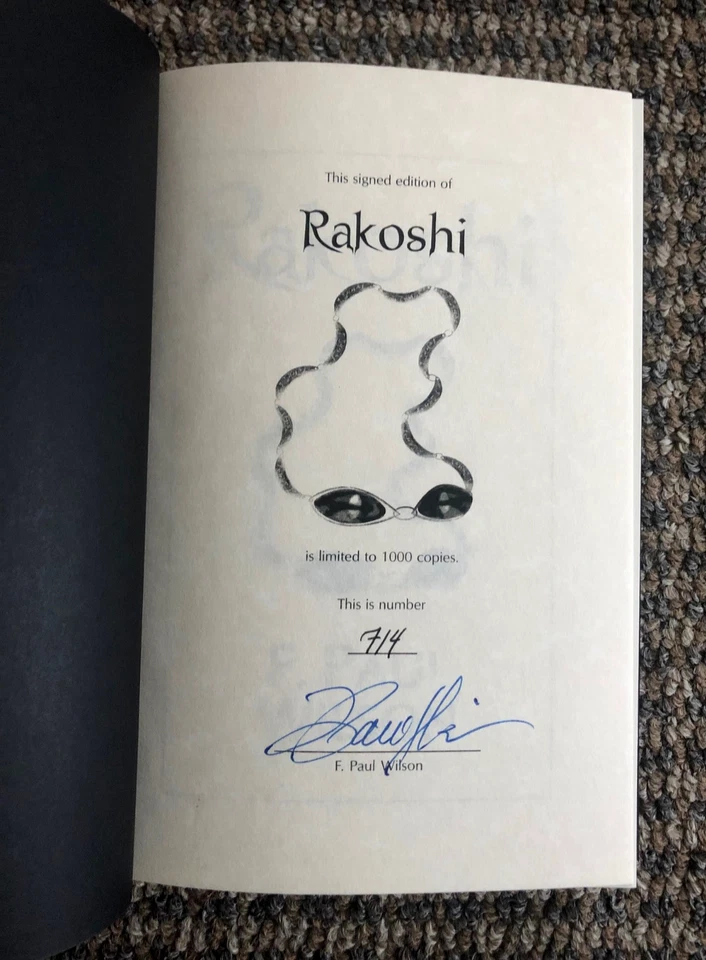 This signed edition of
Rakoshi
is limited to 1000 copies.
This is number
714
F. Paul Wilson